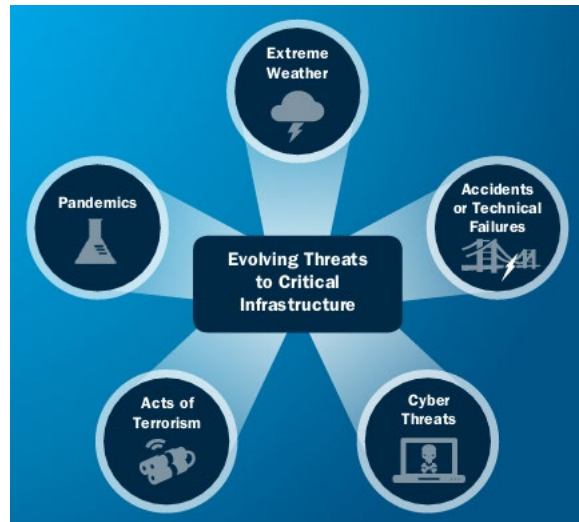 Extreme
Weather
Pandemics
Accidents
or Technical
Failures
Evolving Threats
to Critical
Infrastructure
Acts of
Terrorism
Cyber
Threats